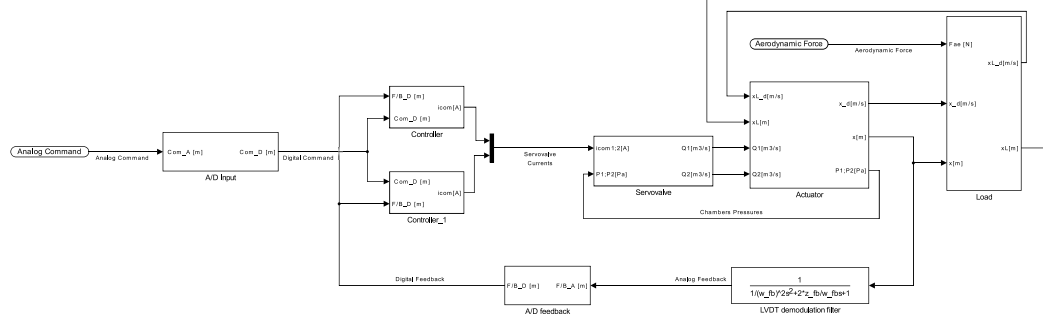 Analog Command
Analog Command
Com_A [m]
Com_D [m]
A/D Input
Digital Command
F/B_D [m]
Com_D [m]
icom[A]
Controller
Com_D [m]
F/B_D [m]
icom[A]
Controller_1
Servovalve
Currents
icom1;2[A]
P1;P2[Pa]
Q1[m3/s]
Q2[m3/s]
Servovalve
xL_d[m/s]
xL[m]
Q1[m3/s]
Q2[m3/s]
x_d[m/s]
x[m]
P1;P2[Pa]
Actuator
Chambers Pressures
Aerodynamic Force
Aerodynamic Force
Fae [N]
x_d[m/s]
x[m]
xL_d[m/s]
xL[m]
Load
Digital Feedback
F/B_D [m]
F/B_A [m]
A/D feedback
Analog Feedback
1
1/(w_fb)^2s2+2*z_fb/w_fbs+1
LVDT demodulation filter